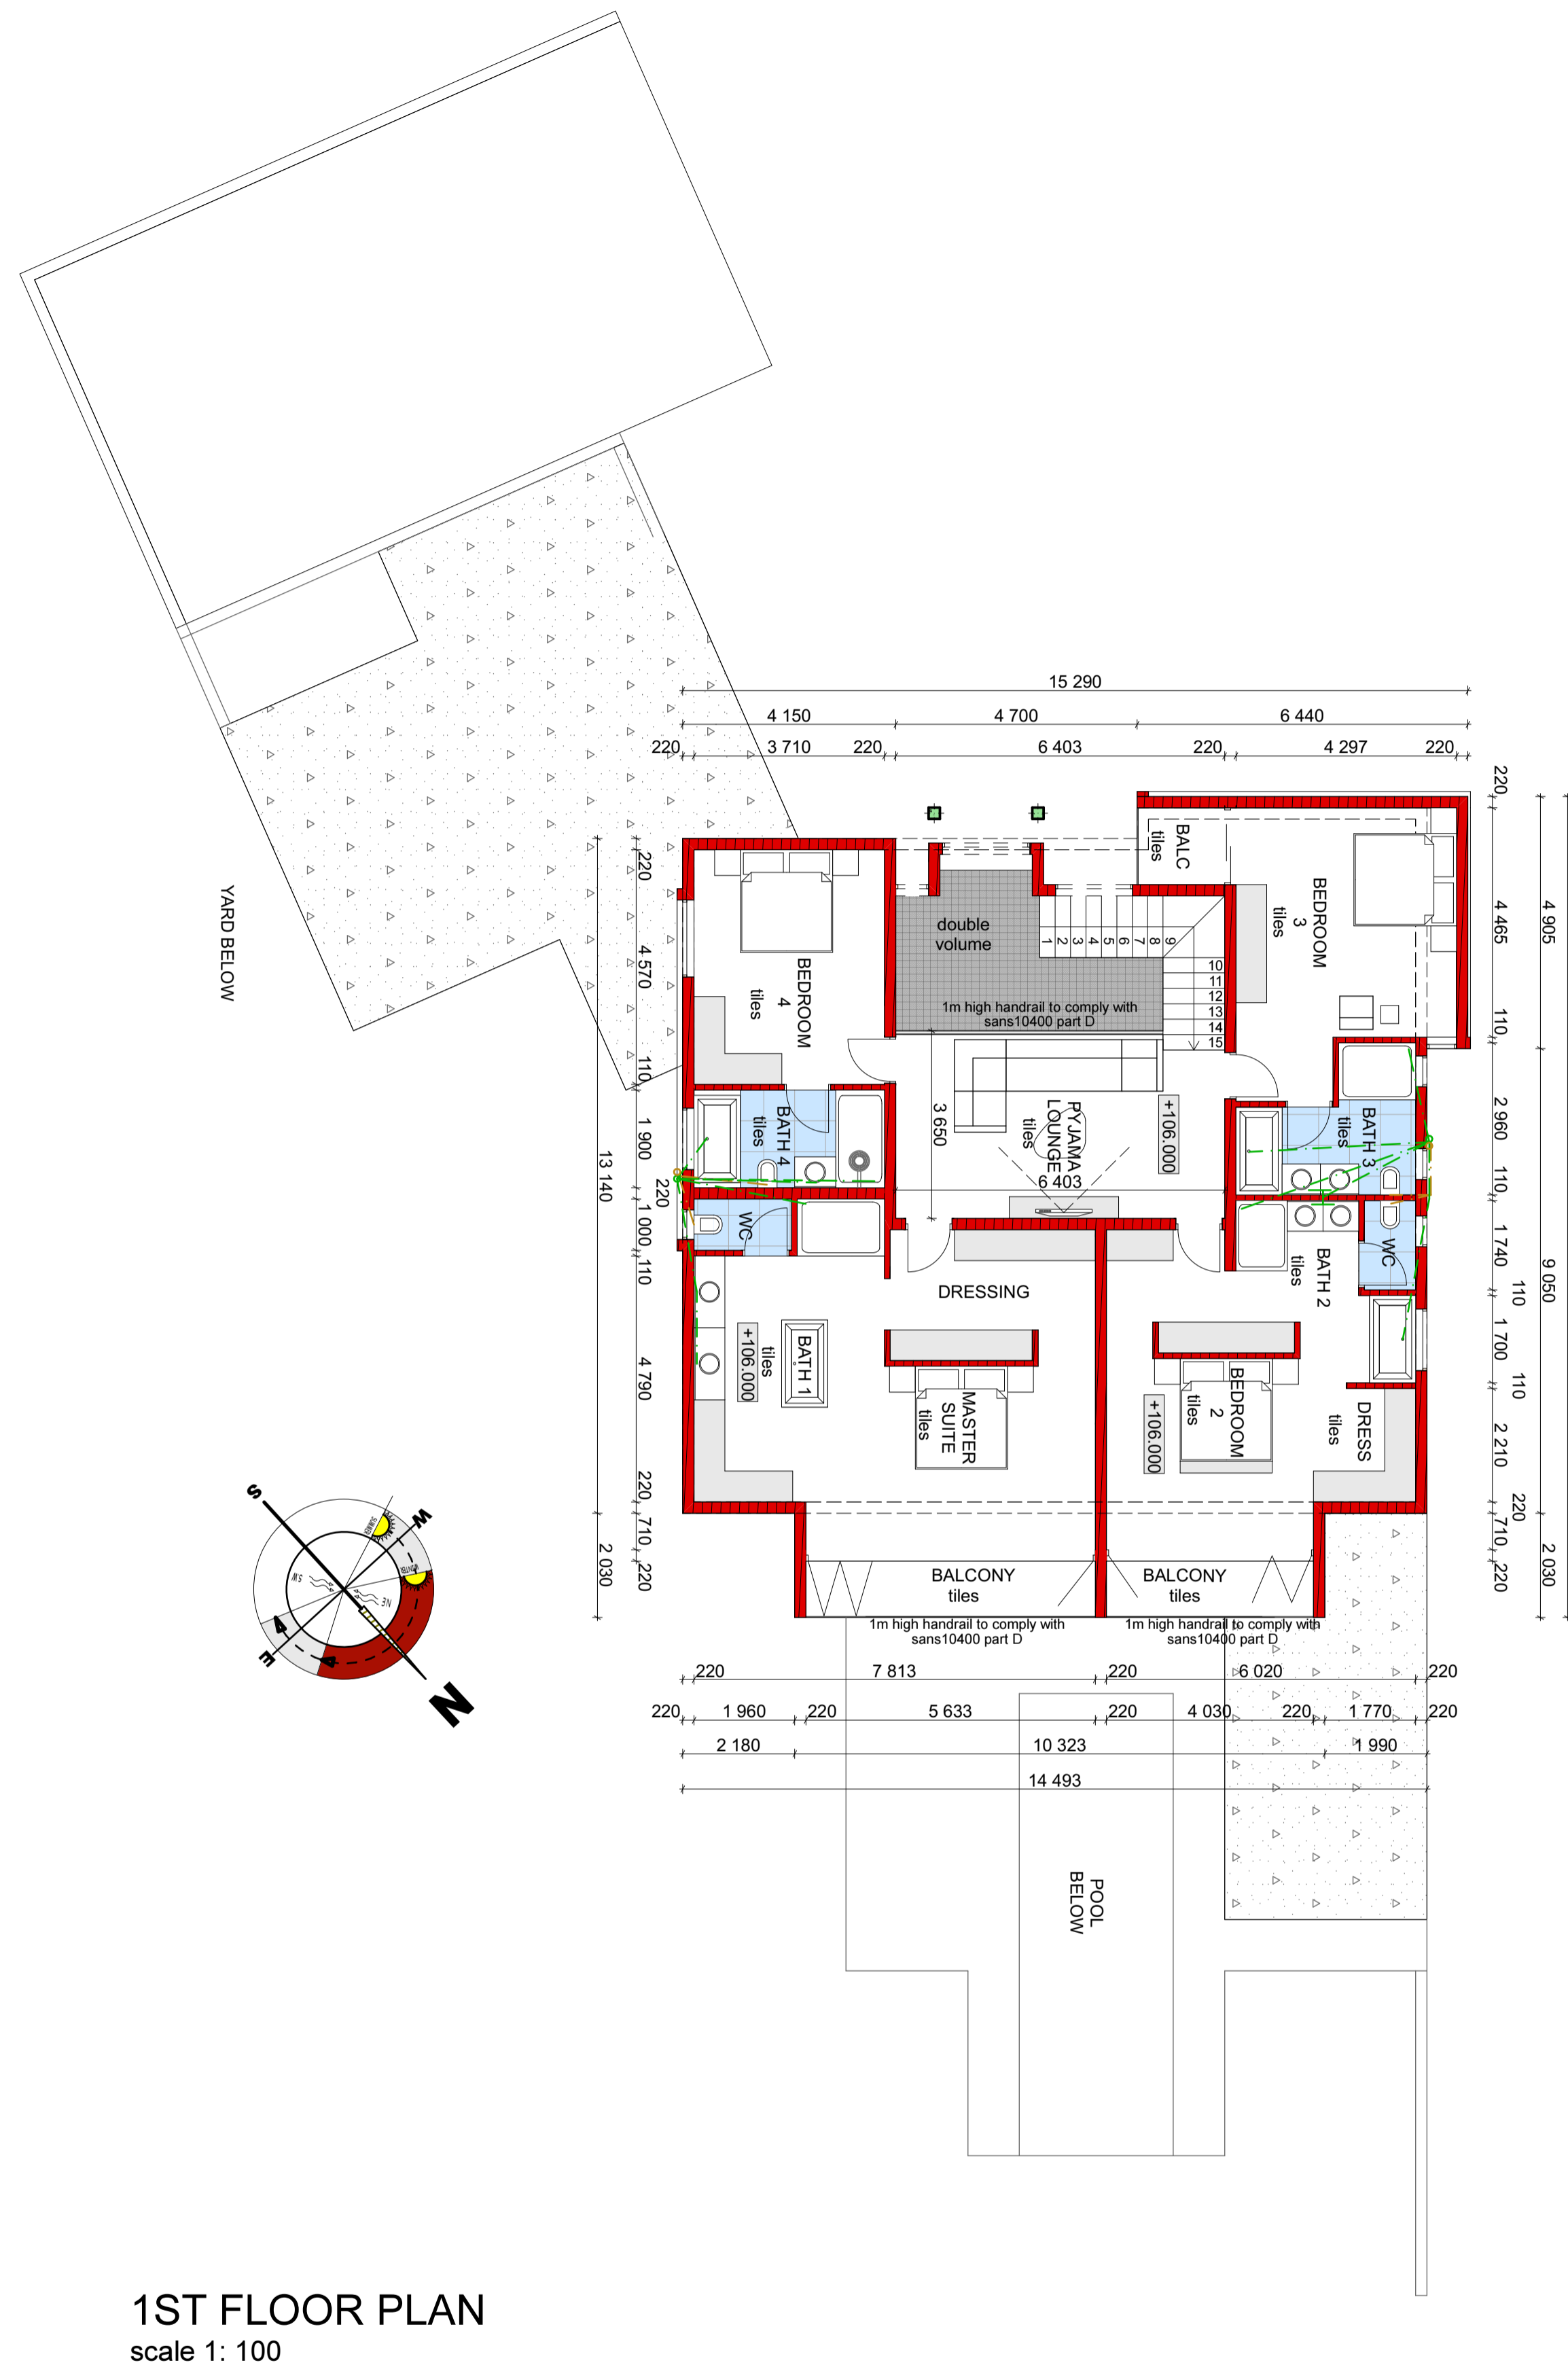 15 290
4 150
4 700
6 440
220
3 710
220
6 403
220
4 297
220
220
4 465
110
2 960
110
1 740
110
1 700
110
2 210
220
710
220
4 905
9 050
2 030
220
4 570
110
1 900
220
1 000
110
4 790
220
710
220
13 140
2 030
YARD BELOW
BALC
tiles
BEDROOM
3
tiles
double
volume
1
2
3
4
5
6
7
8
9
10
11
12
13
14
15
1m high handrail to comply with
sans10400 part D
BEDROOM
4
tiles
3 650
PYJAMA
LOUNGE
tiles
+106.000
6 403
BATH 4
tiles
BATH 3
tiles
WC
WC
DRESSING
BATH 2
tiles
BATH 1
tiles
+106.000
MASTER
SUITE
tiles
BEDROOM
2
tiles
+106.000
DRESS
tiles
BALCONY
tiles
BALCONY
tiles
1m high handrail to comply with
sans10400 part D
1m high handrail to comply with
sans10400 part D
220
7 813
220
6 020
220
220
1 960
220
5 633
220
4 030
220
1 770
220
2 180
10 323
1 990
14 493
POOL
BELOW
S
W
E
N
SUMMER
WINTER
SW
NE
1ST FLOOR PLAN
scale 1: 100